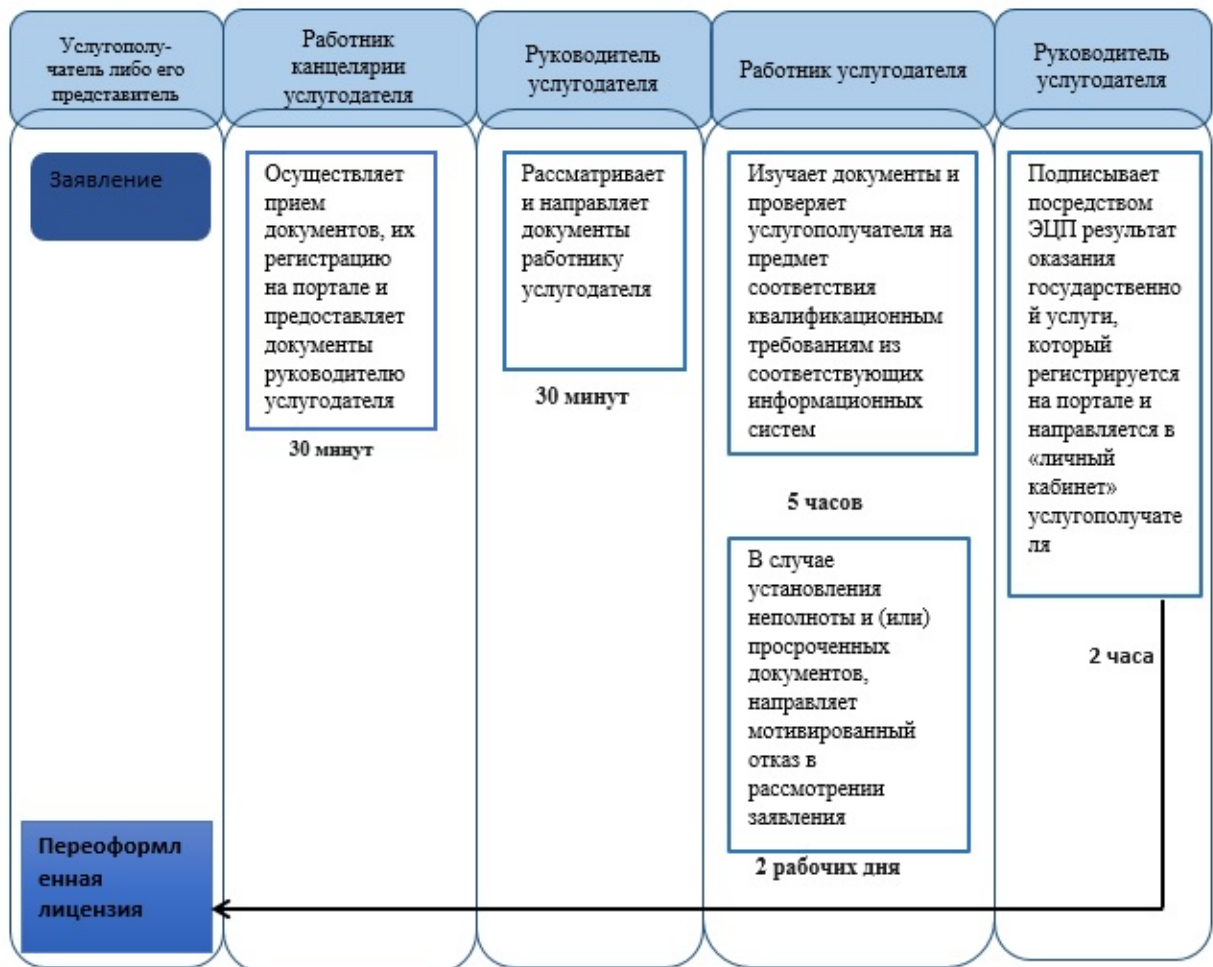 Услугополу-
чатель либо его
представитель
Работник
канцелярии
услугодателя
Руководитель
услугодателя
Работник услугодателя
Руководитель
услугодателя
Заявление
Осуществляет
прием
документов, их
регистрацию
на портале и
предоставляет
документы
руководителю
услугодателя
30 минут
Рассматривает
и направляет
документы
работнику
услугодателя
30 минут
Изучает документы и
проверяет
услугополучателя на
предмет
соответствия
квалификационным
требованиям из
соответствующих
информационных
систем
5 часов
В случае
установления
неполноты и (или)
просроченных
документов,
направляет
мотивированный
отказ в
рассмотрении
заявления
2 рабочих дня
Подписывает
посредством
ЭЦП результат
оказания
государственно
й услуги,
который
регистрируется
на портале и
направляется в
«личный
кабинет»
услугополучате
ля
2 часа
Переоформл
енная
лицензия